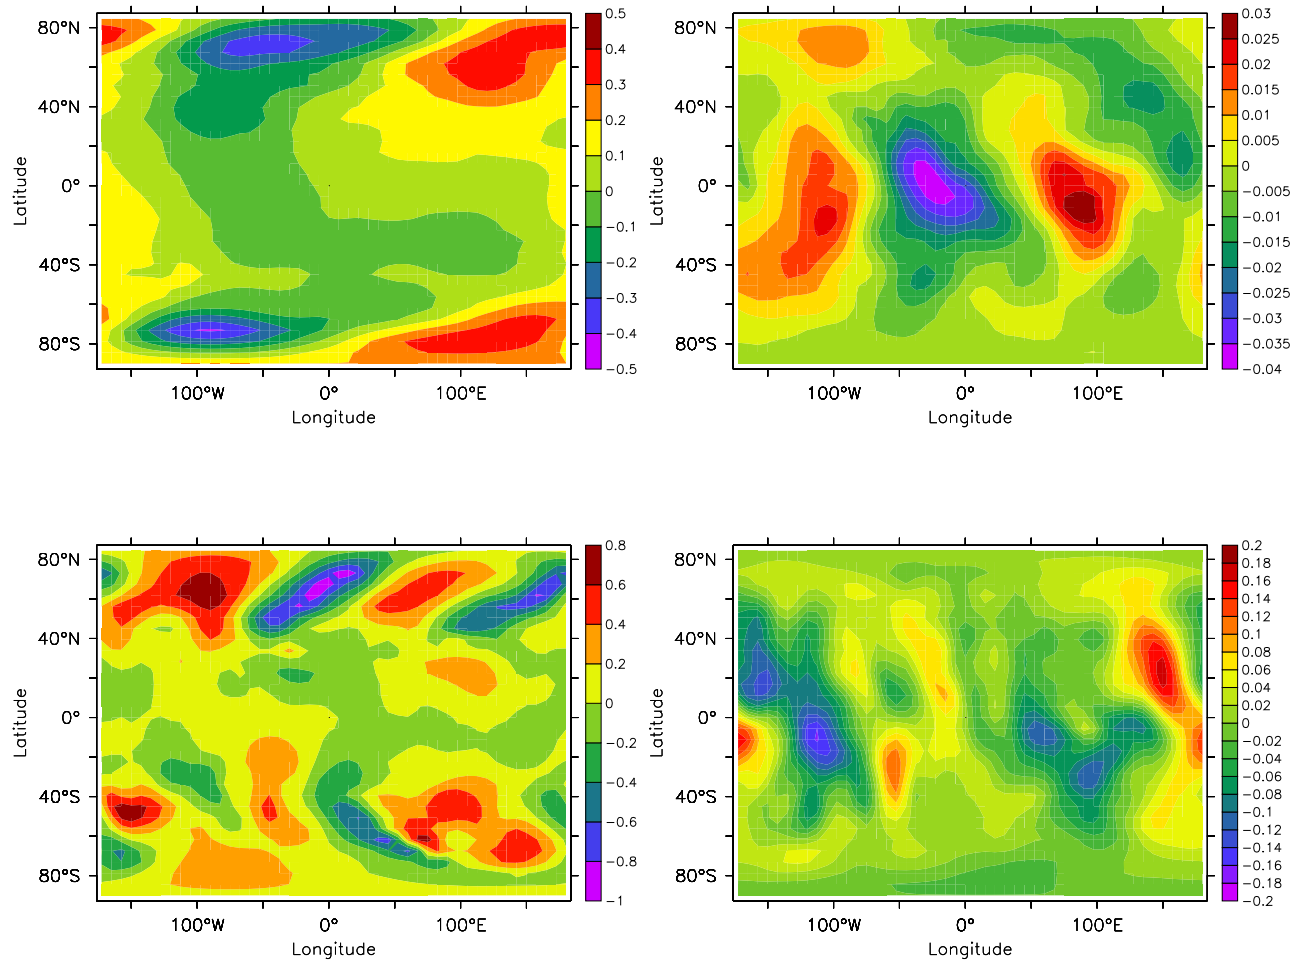 80°N
40°N
0°
40°S
80°S
Latitude
100°W
0°
100°E
Longitude
0.5
0.4
0.3
0.2
0.1
0
−0.1
−0.2
−0.3
−0.4
−0.5
80°N
40°N
0°
40°S
80°S
Latitude
100°W
0°
100°E
Longitude
0.03
0.025
0.02
0.015
0.01
0.005
0
−0.005
−0.01
−0.015
−0.02
−0.025
−0.03
−0.035
−0.04
80°N
40°N
0°
40°S
80°S
Latitude
100°W
0°
100°E
Longitude
0.8
0.6
0.4
0.2
0
−0.2
−0.4
−0.6
−0.8
−1
80°N
40°N
0°
40°S
80°S
Latitude
100°W
0°
100°E
Longitude
0.2
0.18
0.16
0.14
0.12
0.1
0.08
0.06
0.04
0.02
0
−0.02
−0.04
−0.06
−0.08
−0.1
−0.12
−0.14
−0.16
−0.18
−0.2